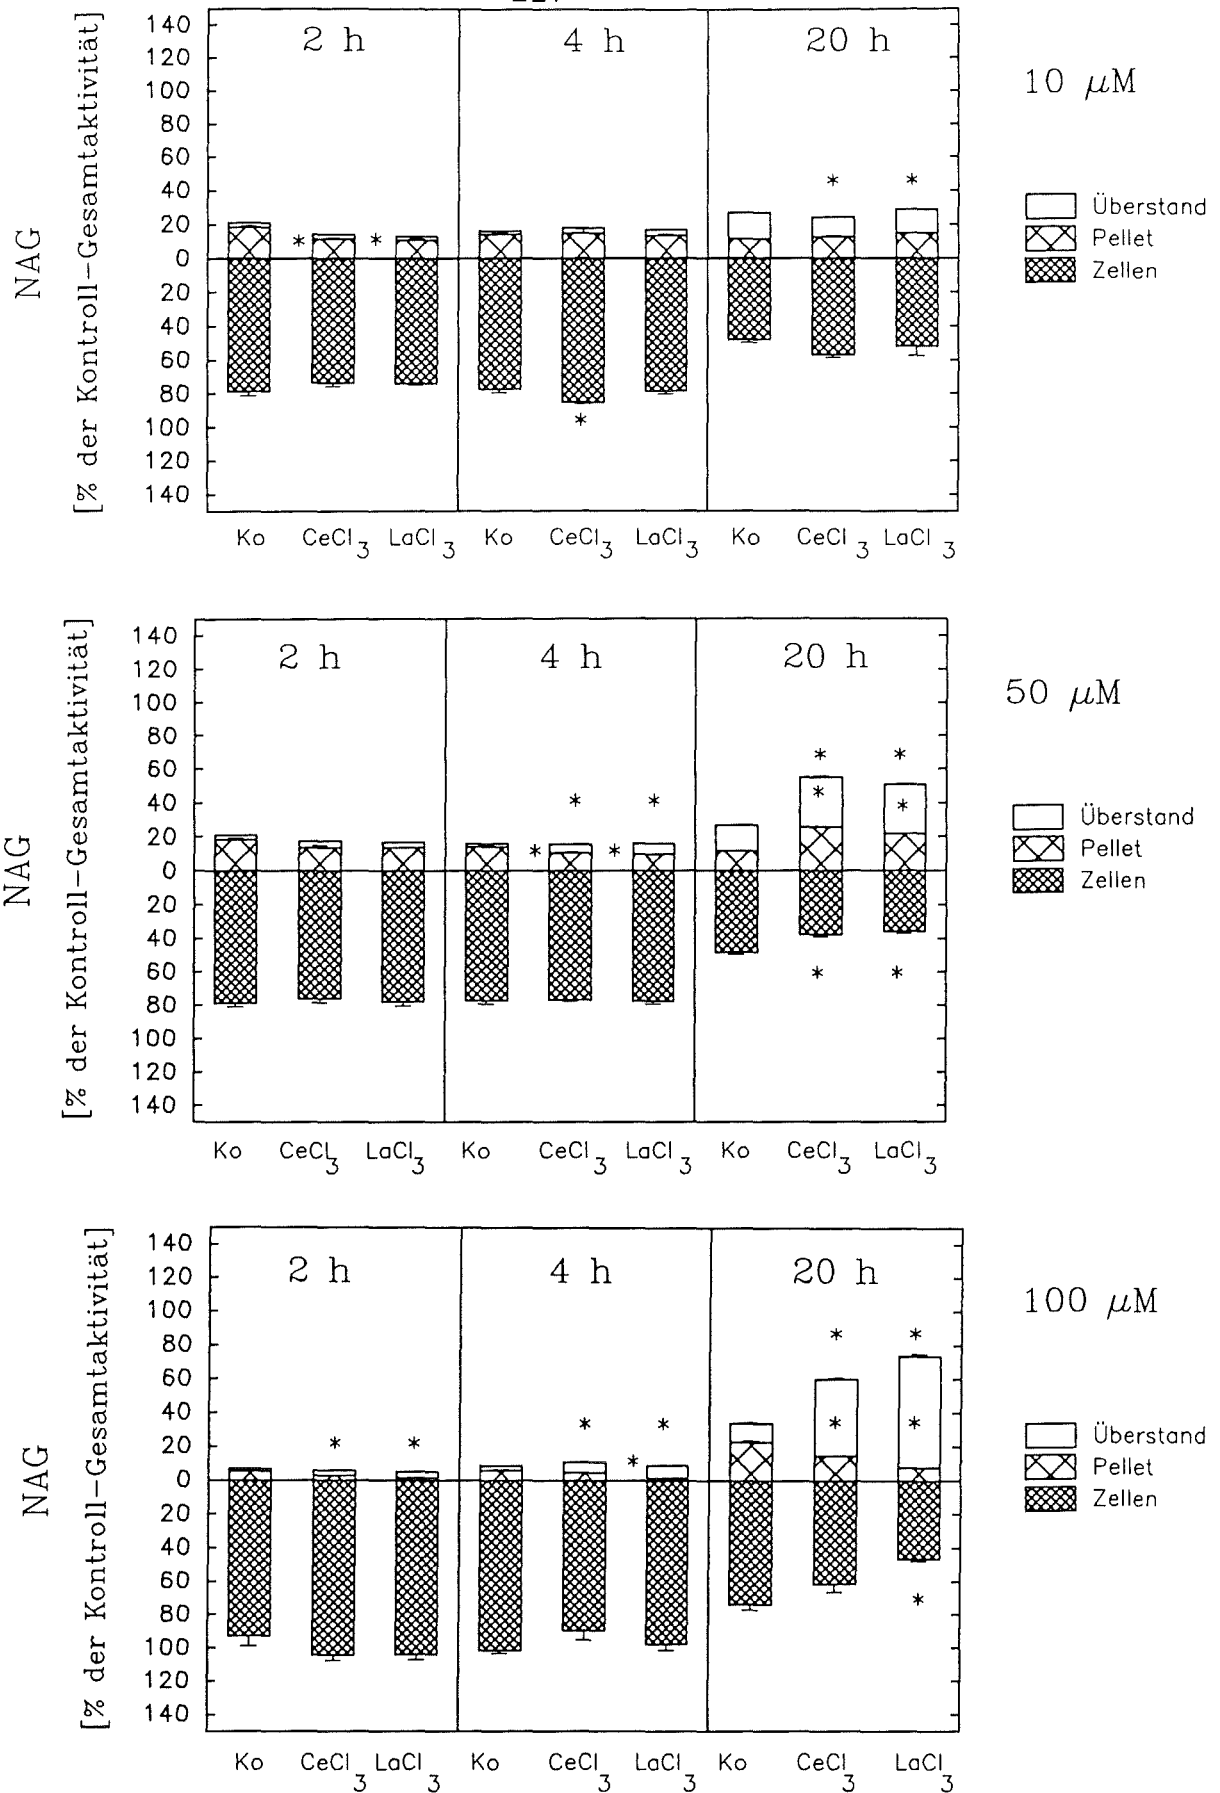 2 h 4 h 20 h
10 μM
NAG
[% der Kontroll-Gesamtaktivität]
140
120
100
80
60
40
20
0
20
40
60
80
100
120
140
* * * * *
Überstand
Pellet
Zellen
Ko CeCl3 LaCl3 Ko CeCl3 LaCl3 Ko CeCl3 LaCl3
2 h 4 h 20 h
50 μM
NAG
[% der Kontroll-Gesamtaktivität]
140
120
100
80
60
40
20
0
20
40
60
80
100
120
140
* * * * * * * * * *
Überstand
Pellet
Zellen
Ko CeCl3 LaCl3 Ko CeCl3 LaCl3 Ko CeCl3 LaCl3
2 h 4 h 20 h
100 μM
NAG
[% der Kontroll-Gesamtaktivität]
140
120
100
80
60
40
20
0
20
40
60
80
100
120
140
* * * * * * * * * *
Überstand
Pellet
Zellen
Ko CeCl3 LaCl3 Ko CeCl3 LaCl3 Ko CeCl3 LaCl3